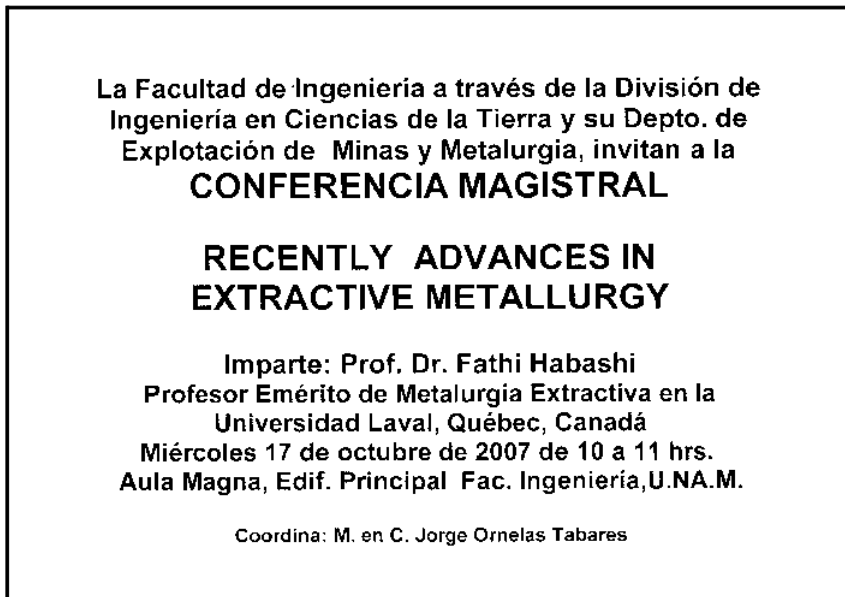 La Facultad de Ingeniería a través de la División de
Ingeniería en Ciencias de la Tierra y su Depto. de
Explotación de Minas y Metalurgia, invitan a la
CONFERENCIA MAGISTRAL
RECENTLY ADVANCES IN
EXTRACTIVE METALLURGY
Imparte: Prof. Dr. Fathi Habashi
Profesor Emérito de Metalurgia Extractiva en la
Universidad Laval, Québec, Canadá
Miércoles 17 de octubre de 2007 de 10 a 11 hrs.
Aula Magna, Edif. Principal Fac. Ingeniería,U.NA.M.
Coordina: M. en C. Jorge Ornelas Tabares